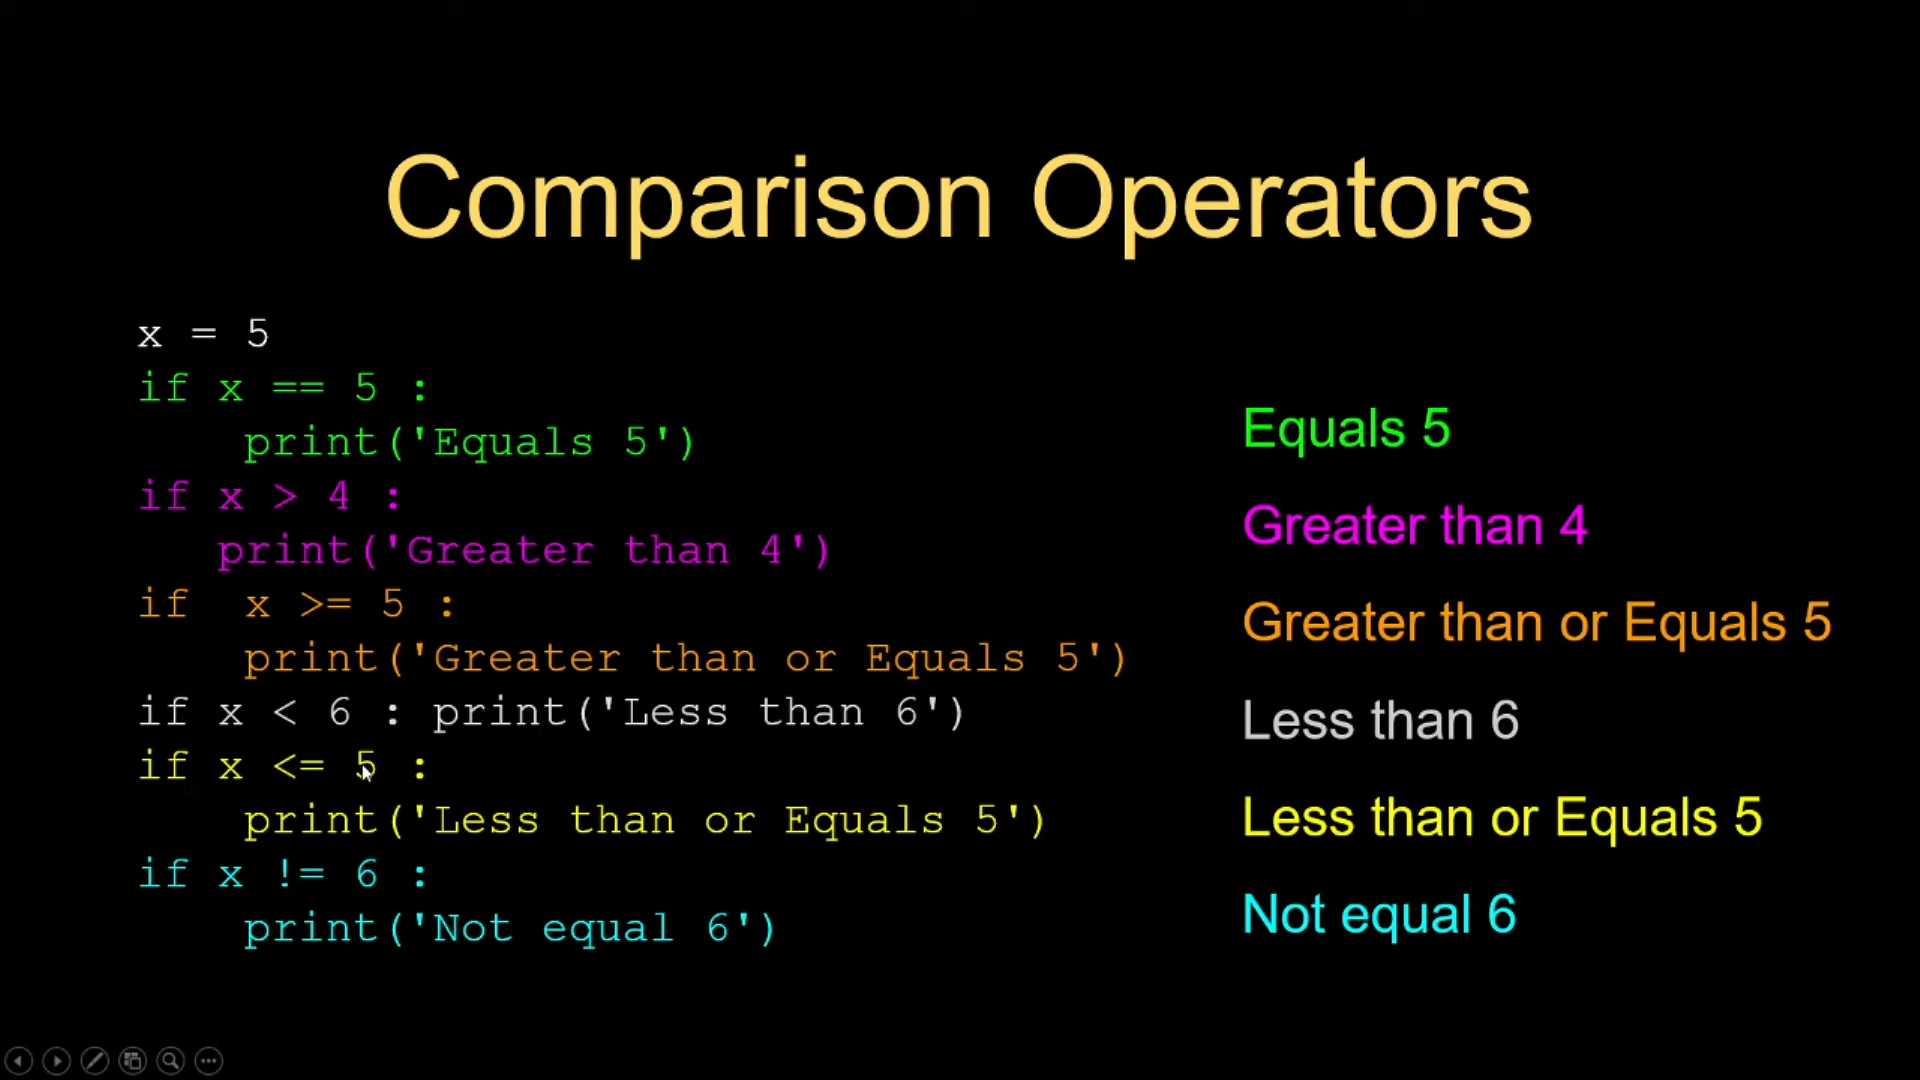 Comparison Operators
x = 5
if x == 5 :
    print('Equals 5')
if x > 4 :
   print('Greater than 4')
if  x >= 5 :
    print('Greater than or Equals 5')
if x < 6 : print('Less than 6')
if x <= 5 :
    print('Less than or Equals 5')
if x != 6 :
    print('Not equal 6')
Equals 5
Greater than 4
Greater than or Equals 5
Less than 6
Less than or Equals 5
Not equal 6